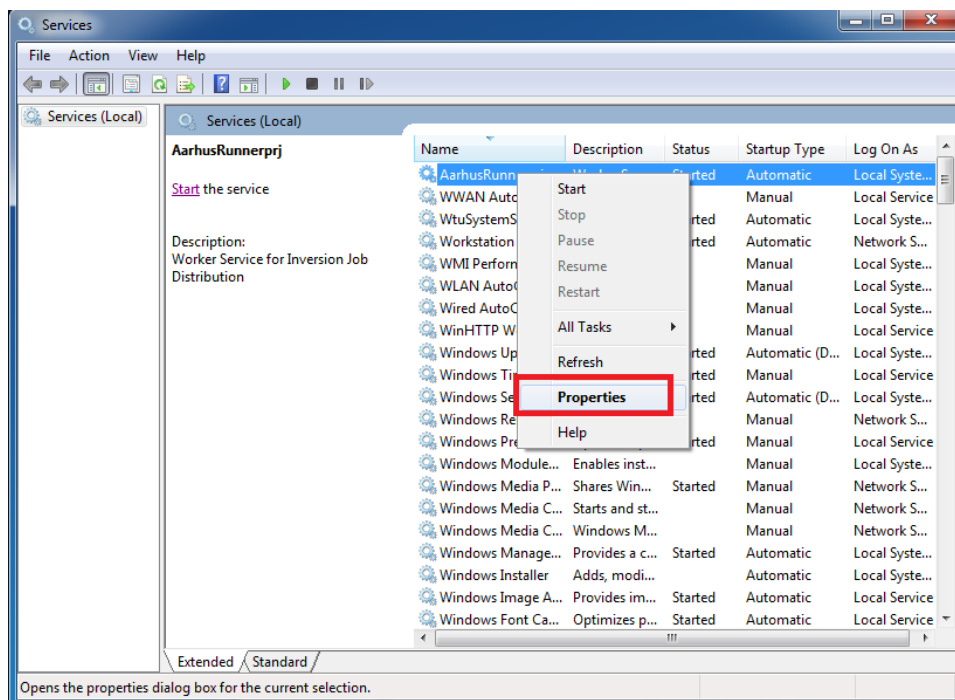 Services
File Action View Help
Services (Local)
Services (Local)
AarhusRunnerprj
Start the service
Description:
Worker Service for Inversion Job
Distribution
Name Description Status Startup Type Log On As
AarhusRunn Started Automatic Local Syste...
WWAN Auto Manual Local Service
WtuSystemS rted Automatic Local Syste...
Workstation rted Automatic Network S...
WMI Perform Manual Local Syste...
WLAN Auto Manual Local Syste...
Wired AutoC Manual Local Syste...
WinHTTP W Manual Local Service
Windows Up rted Automatic (D... Local Syste...
Windows Ti rted Manual Local Service
Windows Se rted Automatic (D... Local Syste...
Windows Re Manual Network S...
Windows Pre rted Manual Local Service
Windows Module... Enables inst... Manual Local Syste...
Windows Media P... Shares Win... Started Manual Network S...
Windows Media C... Starts and st... Manual Network S...
Windows Media C... Windows M... Manual Network S...
Windows Manage... Provides a c... Started Automatic Local Syste...
Windows Installer Adds, modi... Automatic Local Syste...
Windows Image A... Provides im... Started Automatic Local Service
Windows Font Ca... Optimizes p... Started Automatic Local Service
Start
Stop
Pause
Resume
Restart
All Tasks
Refresh
Properties
Help
Extended Standard
Opens the properties dialog box for the current selection.